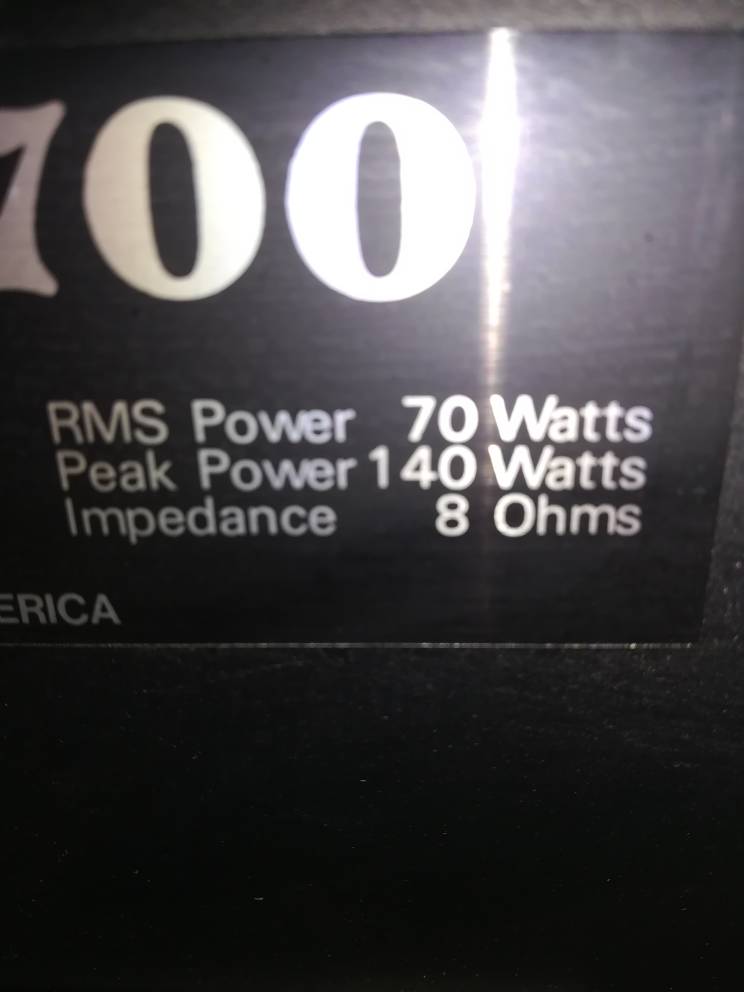 700
RMS Power 70 Watts
Peak Power 140 Watts
Impedance 8 Ohms
ERICA